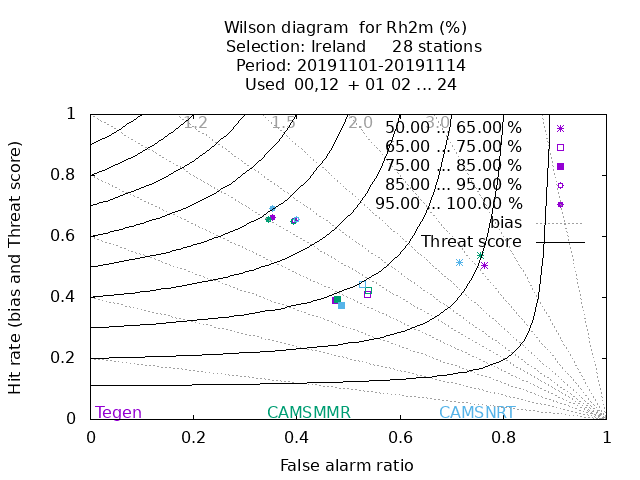 Wilson diagram  for Rh2m (%)
Selection: Ireland     28 stations
Period: 20191101-20191114
Used  00,12  + 01 02 ... 24
Hit rate (bias and Threat score)
1
0.8
0.6
0.4
0.2
0
1.2
1.5
2.0
3.0
50.00 ... 65.00 %
65.00 ... 75.00 %
75.00 ... 85.00 %
85.00 ... 95.00 %
95.00 ... 100.00 %
bias
Threat score
Tegen
CAMSMMR
CAMSNRT
0 0.2 0.4 0.6 0.8 1
False alarm ratio